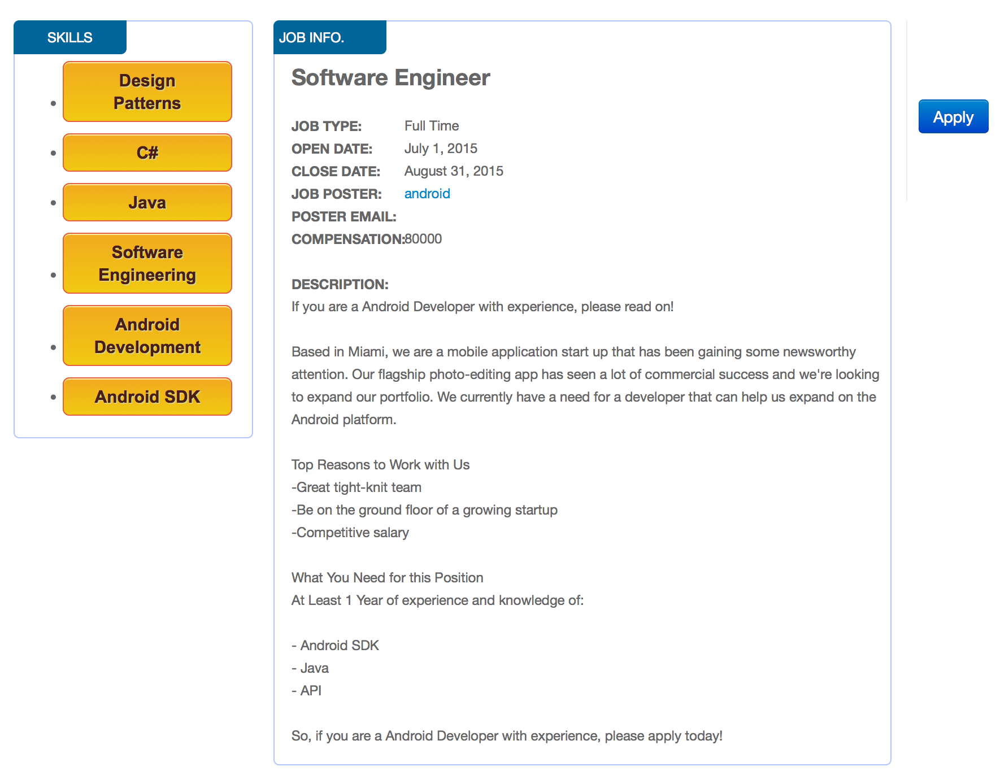 SKILLS
Design
Patterns
C#
Java
Software
Engineering
Android
Development
Android SDK
JOB INFO.
Software Engineer
JOB TYPE: Full Time
OPEN DATE: July 1, 2015
CLOSE DATE: August 31, 2015
JOB POSTER: android
POSTER EMAIL:
COMPENSATION:80000
DESCRIPTION:
If you are a Android Developer with experience, please read on!
Based in Miami, we are a mobile application start up that has been gaining some newsworthy
attention. Our flagship photo-editing app has seen a lot of commercial success and we're looking
to expand our portfolio. We currently have a need for a developer that can help us expand on the
Android platform.
Top Reasons to Work with Us
-Great tight-knit team
-Be on the ground floor of a growing startup
-Competitive salary
What You Need for this Position
At Least 1 Year of experience and knowledge of:
- Android SDK
- Java
- API
So, if you are a Android Developer with experience, please apply today!
Apply